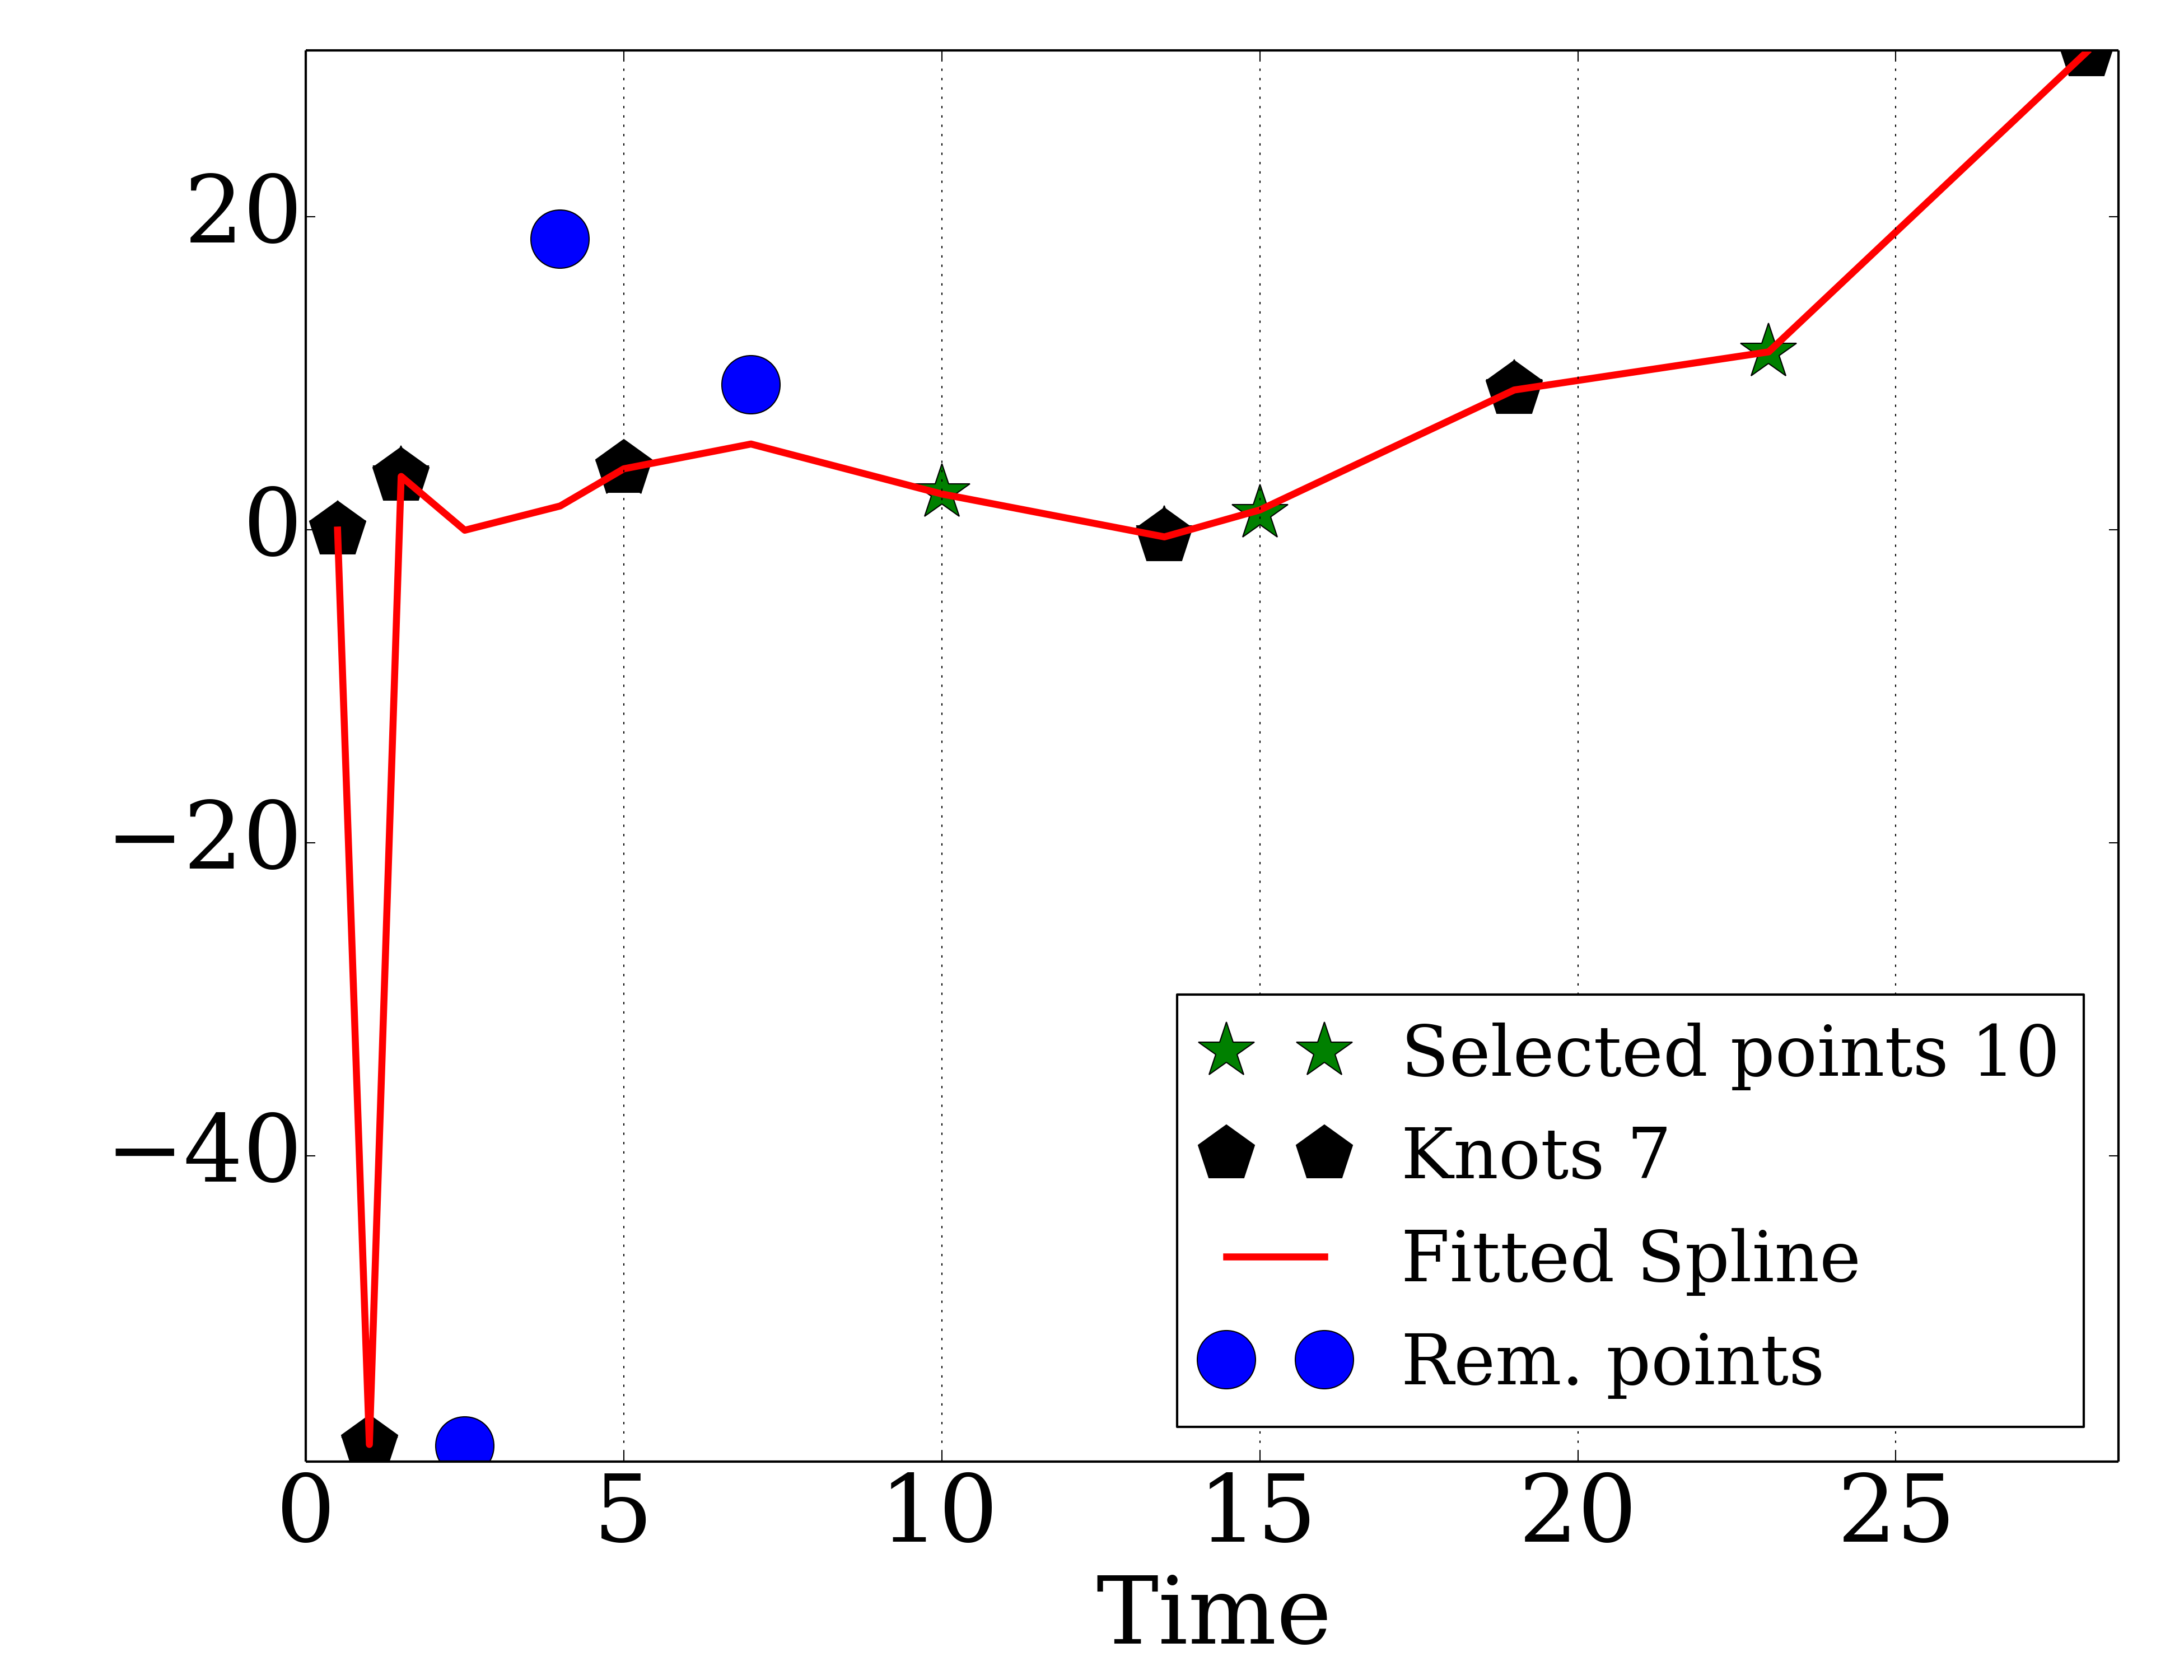 20
0
−20
−40
0 5 10 15 20 25
Time
Selected points 10
Knots 7
Fitted Spline
Rem. points